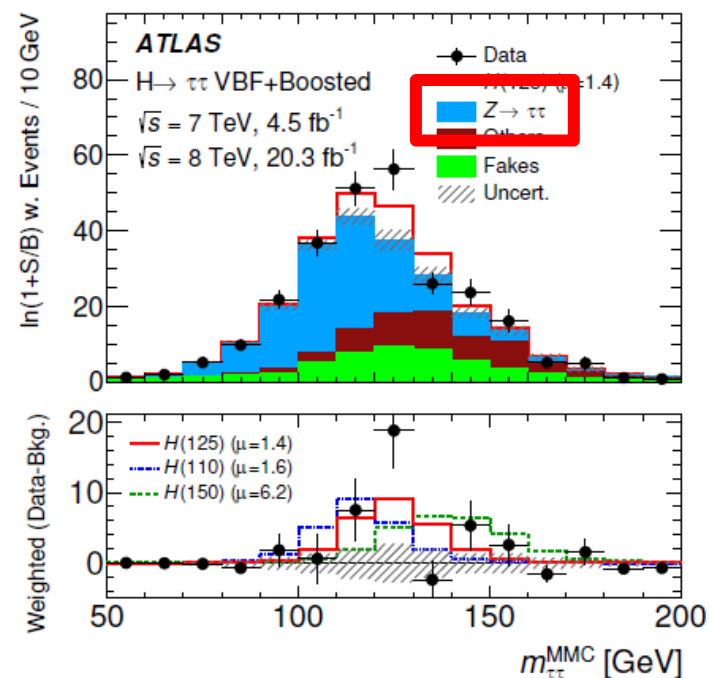 ATLAS
H→ ττ VBF+Boosted
√s = 7 TeV, 4.5 fb⁻¹
√s = 8 TeV, 20.3 fb⁻¹
Data
=1.4)
Z→ ττ
Fakes
Uncert.
ln(1+S/B) w. Events / 10 GeV
80
60
40
20
0
Weighted (Data-Bkg.)
20
10
0
H(125) (μ=1.4)
H(110) (μ=1.6)
H(150) (μ=6.2)
50 100 150 200
m_ττ^MMC [GeV]